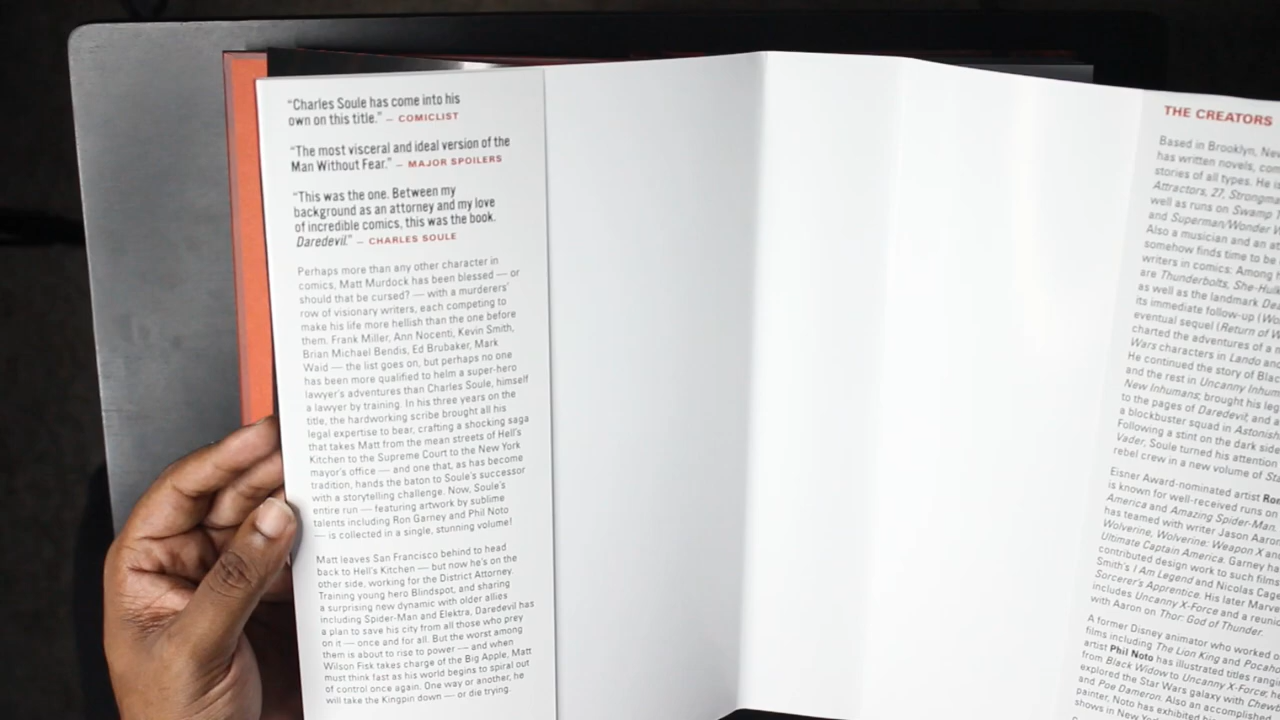 “Charles Soule has come into his
own on this title.” – COMICLIST
“The most visceral and ideal version of the
Man Without Fear.” – MAJOR SPOILERS
“This was the one. Between my
background as an attorney and my love
of incredible comics, this was the book.
Daredevil.” – CHARLES SOULE
Perhaps more than any other character in
comics, Matt Murdock has been blessed — or
should that be cursed? — with a murderers’
row of visionary writers, each competing to
make his life more hellish than the one before
them. Frank Miller, Ann Nocenti, Kevin Smith,
Brian Michael Bendis, Ed Brubaker, Mark
Waid — the list goes on, but perhaps no one
has been more qualified to helm a super-hero
lawyer’s adventures than Charles Soule, himself
a lawyer by training. In his three years on the
title, the hardworking scribe brought all his
legal expertise to bear, crafting a shocking saga
that takes Matt from the mean streets of Hell’s
Kitchen to the Supreme Court to the New York
mayor’s office — and one that, as has become
tradition, hands the baton to Soule’s successor
with a storytelling challenge. Now, Soule’s
entire run — featuring artwork by sublime
talents including Ron Garney and Phil Noto
— is collected in a single, stunning volume!
Matt leaves San Francisco behind to head
back to Hell’s Kitchen — but now he’s on the
other side, working for the District Attorney.
Training young hero Blindspot, and sharing
a surprising new dynamic with older allies
including Spider-Man and Elektra, Daredevil has
a plan to save his city from all those who prey
on it — once and for all. But the worst among
them is about to rise to power — and when
Wilson Fisk takes charge of the Big Apple, Matt
must think fast as his world begins to spiral out
of control once again. One way or another, he
will take the Kingpin down — or die trying.
THE CREATORS
Based in Brooklyn, New
has written novels, com
stories of all types. He is
Attractors, 27, Strongma
well as runs on Swamp
and Superman/Wonder W
Also a musician and an at
somehow finds time to be
writers in comics: Among
are Thunderbolts, She-Hulk
as well as the landmark De
its immediate follow-up (Wo
eventual sequel (Return of W
charted the adventures of a n
Wars characters in Lando and
He continued the story of Blac
and the rest in Uncanny Inhum
New Inhumans; brought his leg
to the pages of Daredevil; and a
a blockbuster squad in Astonish
Following a stint on the dark side
Vader, Soule turned his attention
rebel crew in a new volume of Sta
Eisner Award-nominated artist Ron
is known for well-received runs on
America and Amazing Spider-Man.
has teamed with writer Jason Aaron
Wolverine, Wolverine: Weapon X an
Ultimate Captain America. Garney ha
contributed design work to such films
Smith’s I Am Legend and Nicolas Cage
Sorcerer’s Apprentice. His later Marve
includes Uncanny X-Force and a reunio
with Aaron on Thor: God of Thunder.
A former Disney animator who worked o
films including The Lion King and Pocaho
artist Phil Noto has illustrated titles rangi
from Black Widow to Uncanny X-Force; h
explored the Star Wars galaxy with Chewb
and Poe Dameron. Also an accomplished
painter, Noto has exhibited hi
shows in New Yor